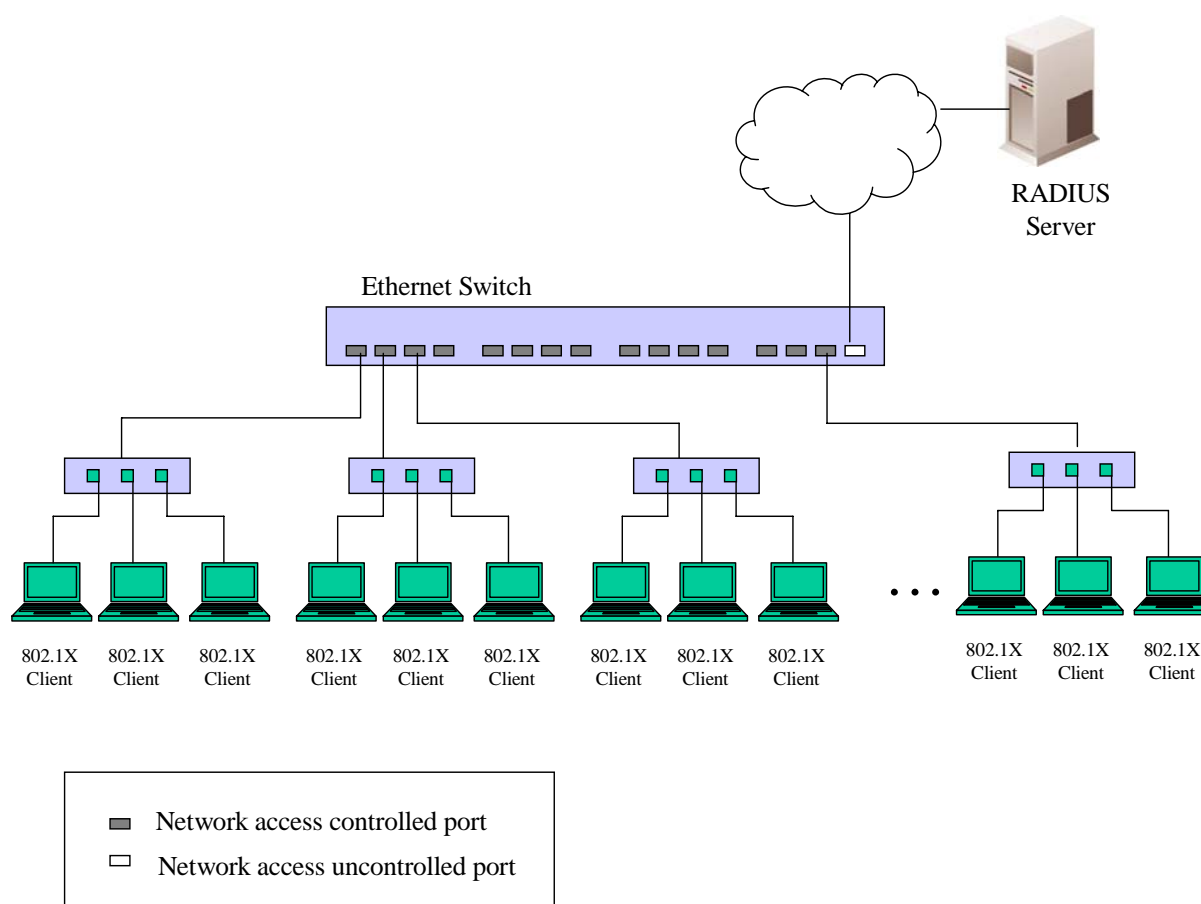 RADIUS
Server
Ethernet Switch
802.1X
Client
802.1X
Client
802.1X
Client
802.1X
Client
802.1X
Client
802.1X
Client
802.1X
Client
802.1X
Client
802.1X
Client
. . .
802.1X
Client
802.1X
Client
802.1X
Client
Network access controlled port
Network access uncontrolled port